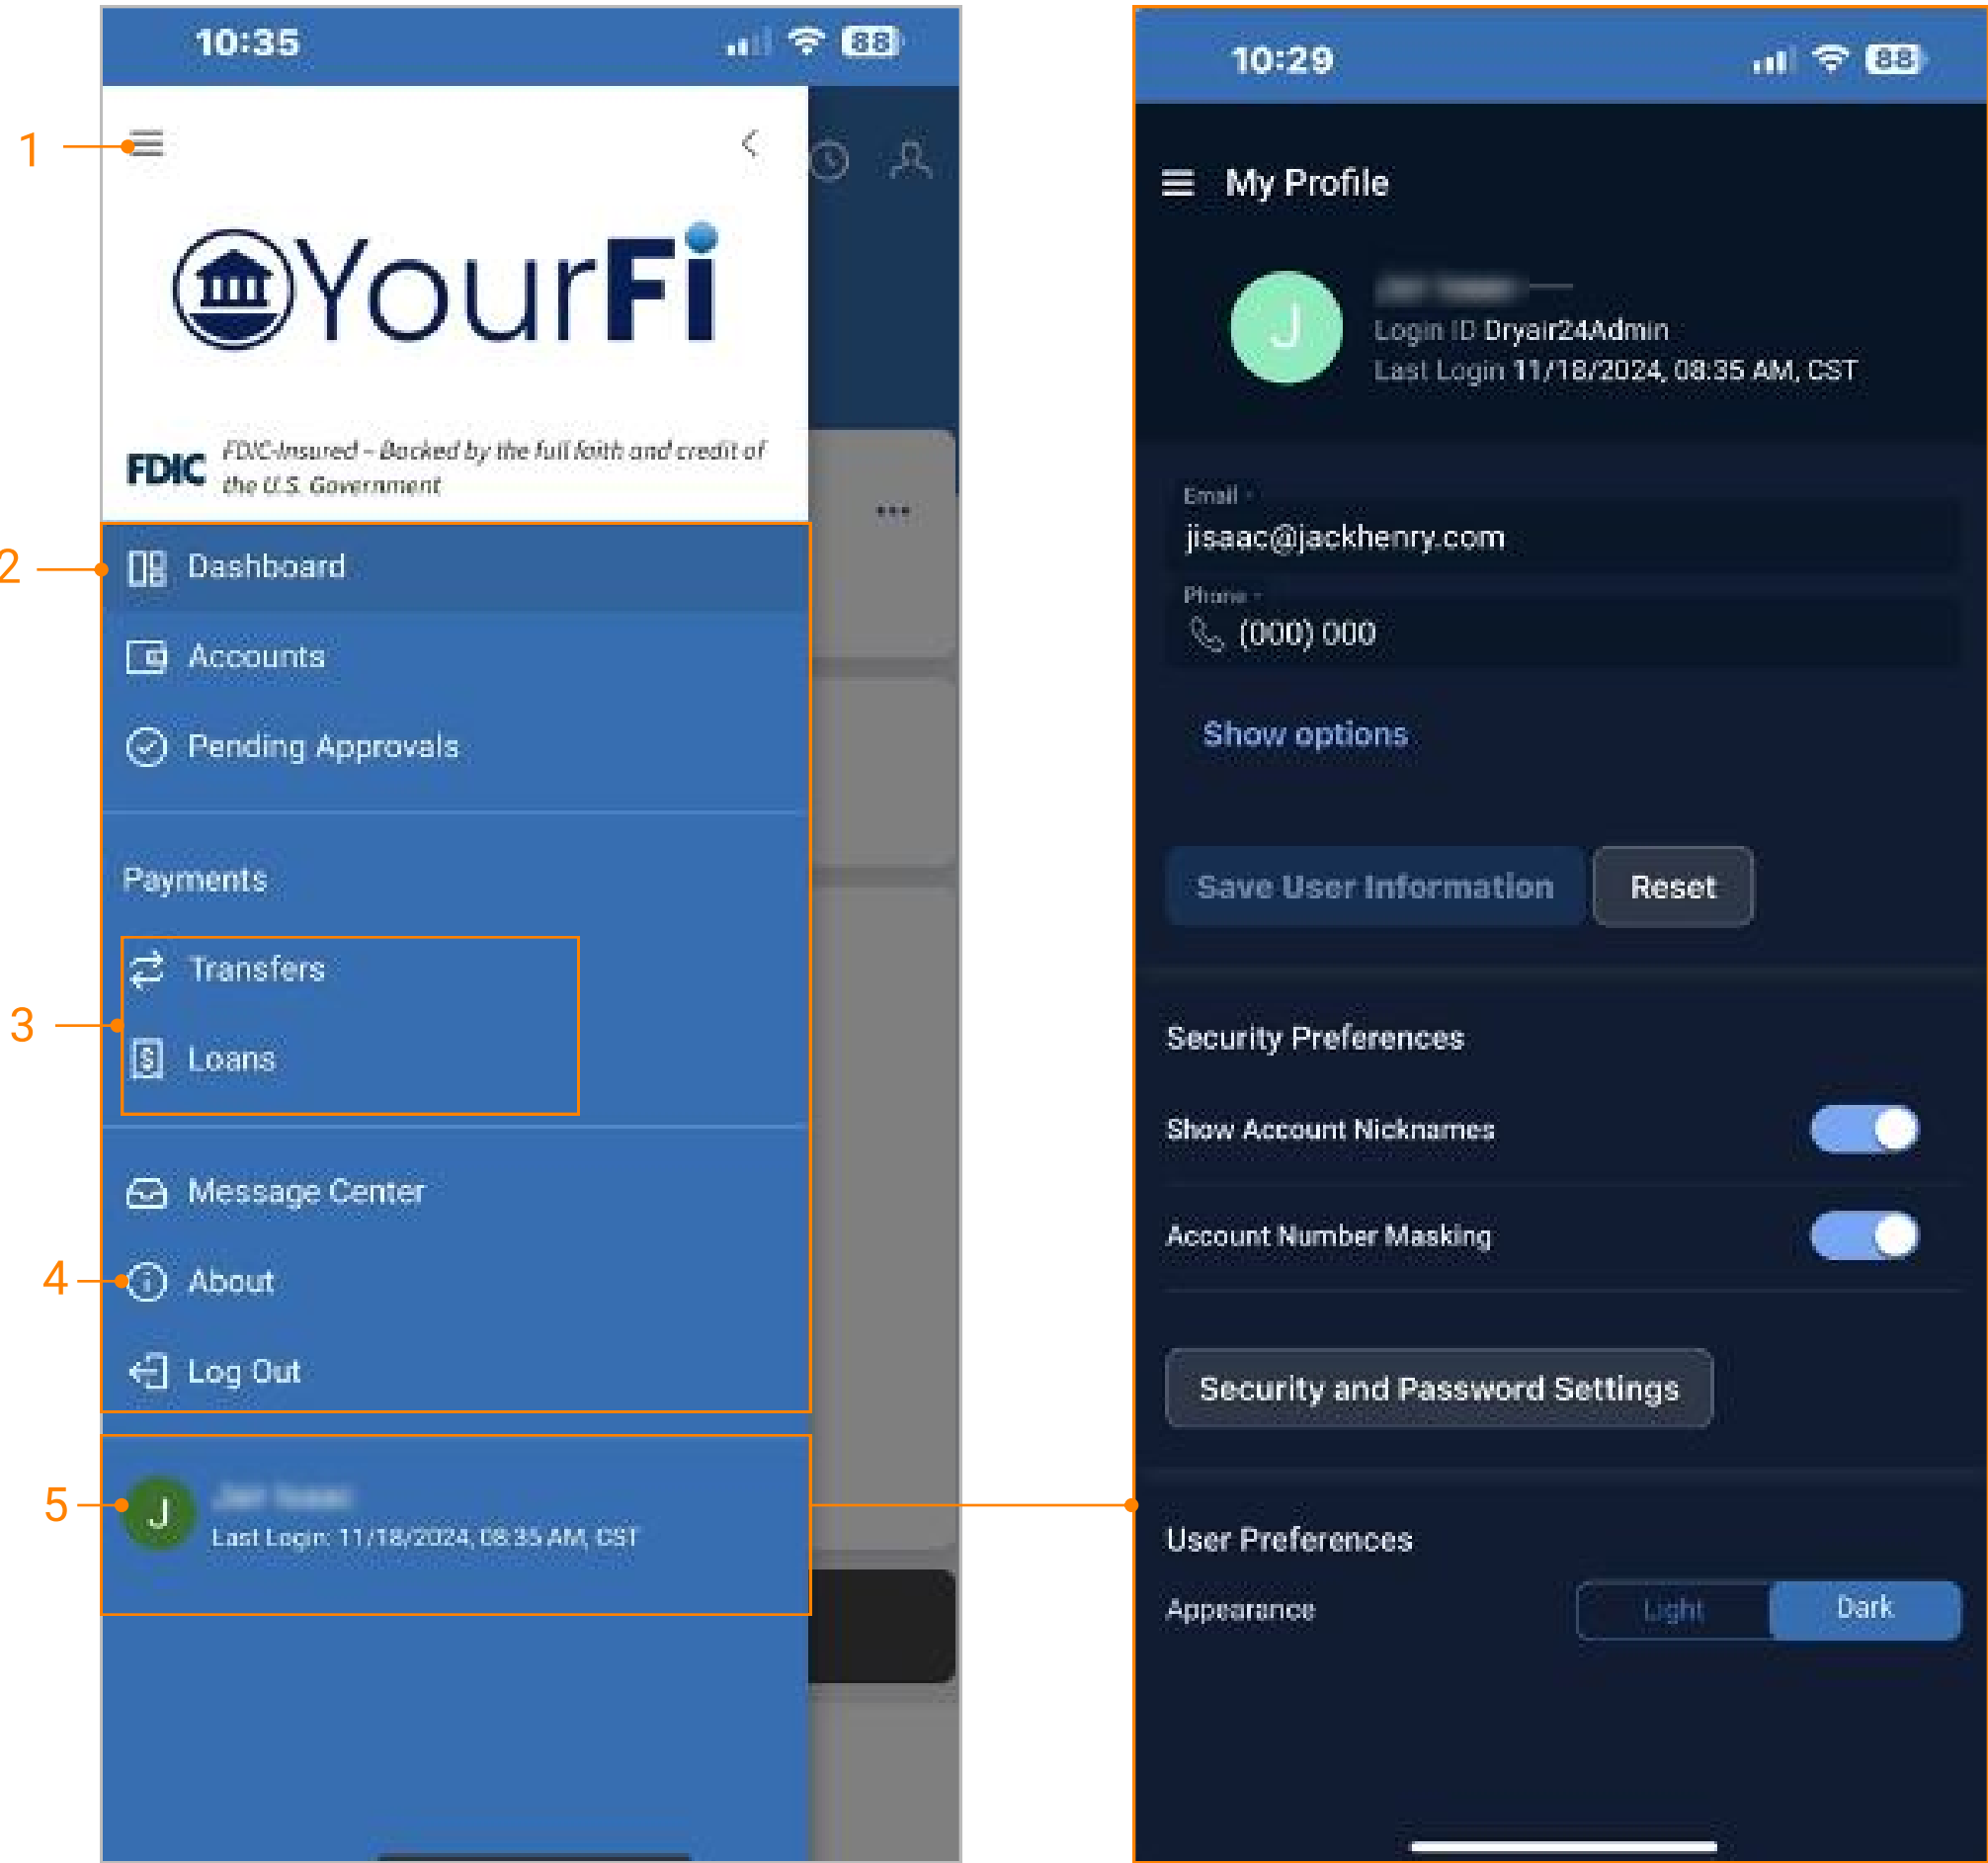 10:35
88
1
YourFi
FDIC FDIC-Insured – Backed by the full faith and credit of
the U.S. Government
2
Dashboard
Accounts
Pending Approvals
Payments
3
Transfers
Loans
Message Center
4
About
Log Out
5
J
Last Login: 11/18/2024, 08:35 AM, CST
10:29
88
My Profile
J
Login ID Dryair24Admin
Last Login 11/18/2024, 08:35 AM, CST
Email
jisaac@jackhenry.com
Phone
(000) 000
Show options
Save User Information
Reset
Security Preferences
Show Account Nicknames
Account Number Masking
Security and Password Settings
User Preferences
Appearance
Light
Dark